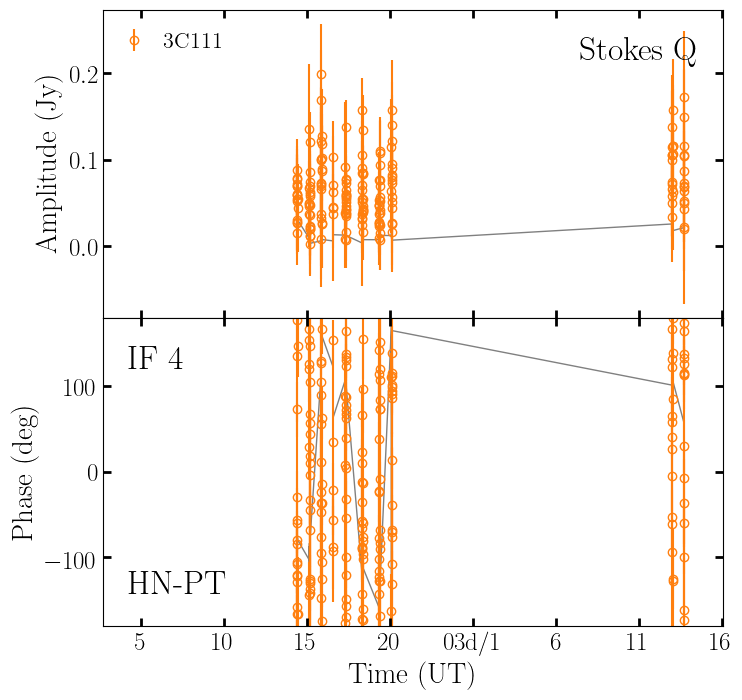 3C111
Stokes Q
Amplitude (Jy)
0.2
0.1
0.0
IF 4
HN-PT
Phase (deg)
100
0
−100
5 10 15 20 03d/1 6 11 16
Time (UT)